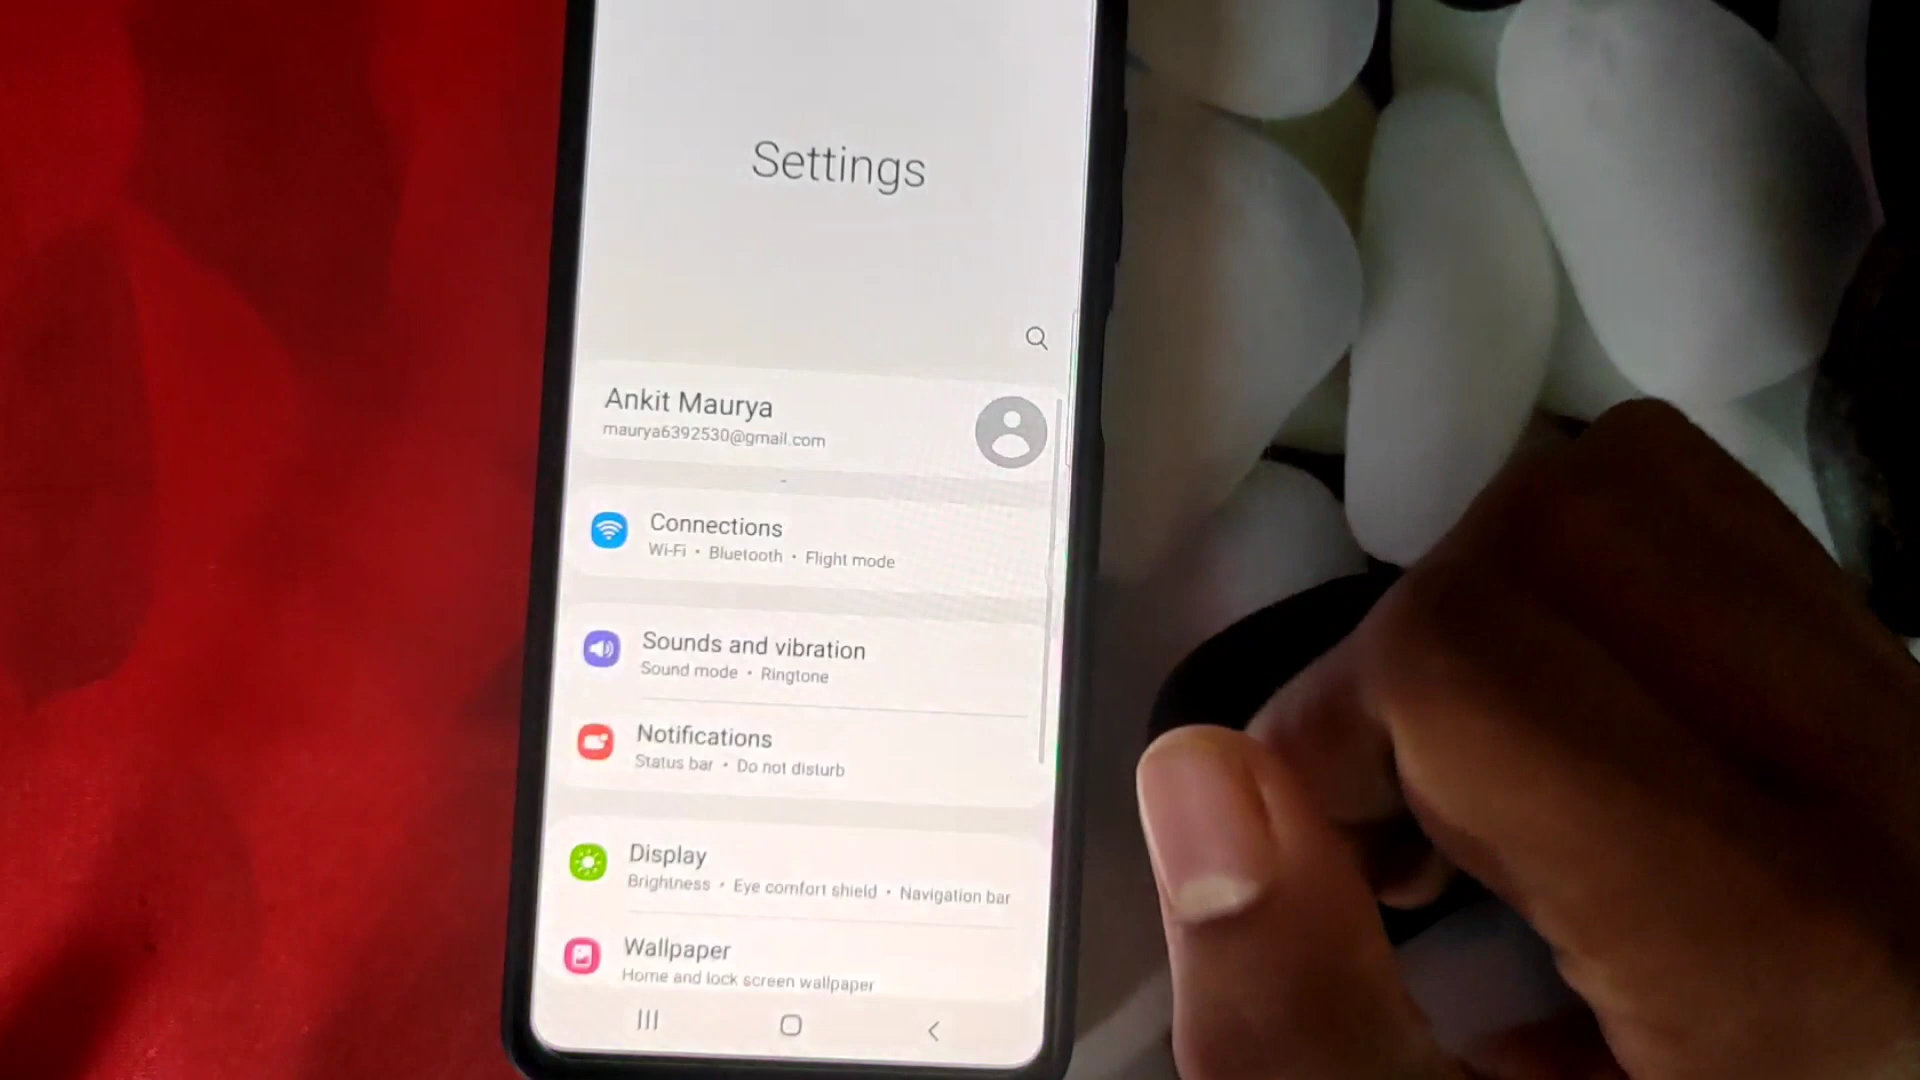 Settings
Ankit Maurya
maurya6392530@gmail.com
Connections
Wi-Fi • Bluetooth • Flight mode
Sounds and vibration
Sound mode • Ringtone
Notifications
Status bar • Do not disturb
Display
Brightness • Eye comfort shield • Navigation bar
Wallpaper
Home and lock screen wallpaper